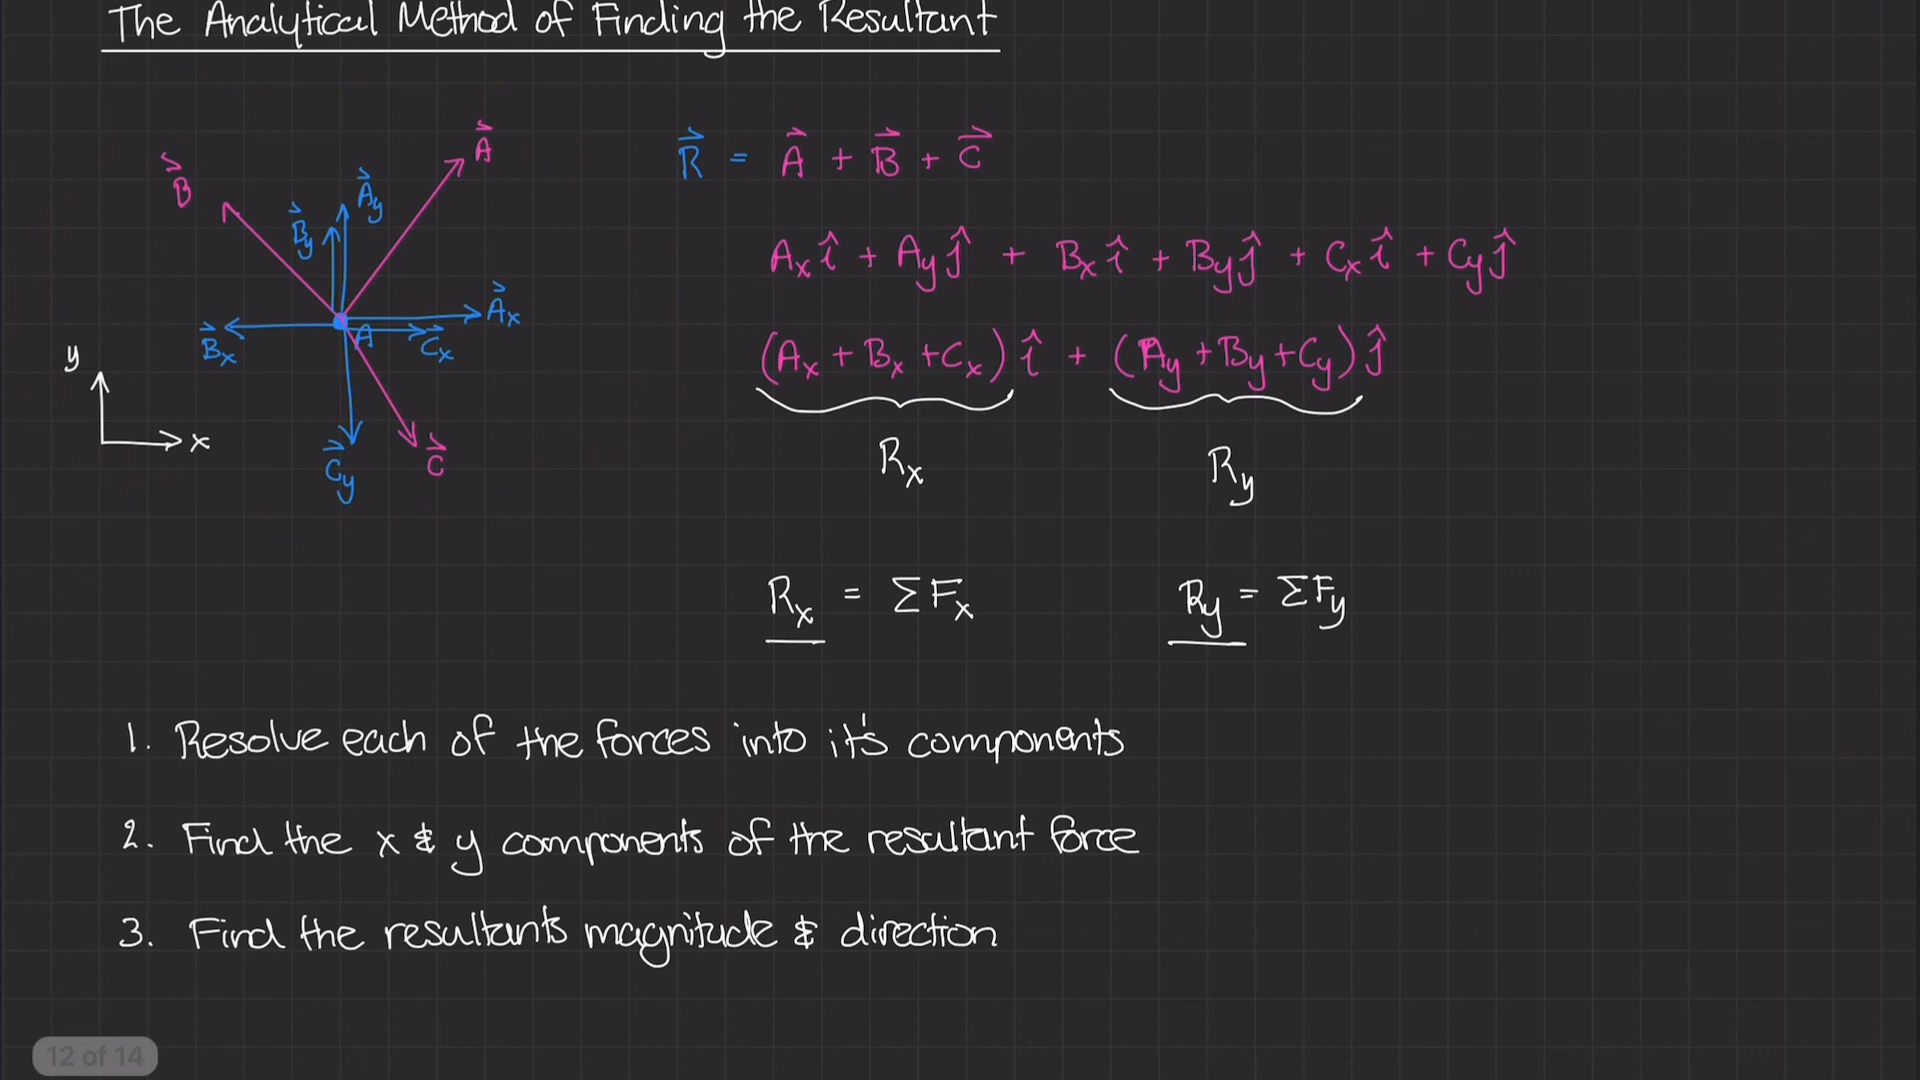 The Analytical Method of Finding the Resultant
A⃗
B⃗
A⃗y
B⃗y
A⃗x
B⃗x
A
C⃗x
y
x
C⃗y
C⃗
R⃗ = A⃗ + B⃗ + C⃗
Axî + Ayĵ + Bxî + Byĵ + Cxî + Cyĵ
(Ax + Bx + Cx) î + (Ay + By + Cy) ĵ
Rx Ry
Rx = ΣFx Ry = ΣFy
1. Resolve each of the forces into it's components
2. Find the x & y components of the resultant force
3. Find the resultants magnitude & direction
12 of 14